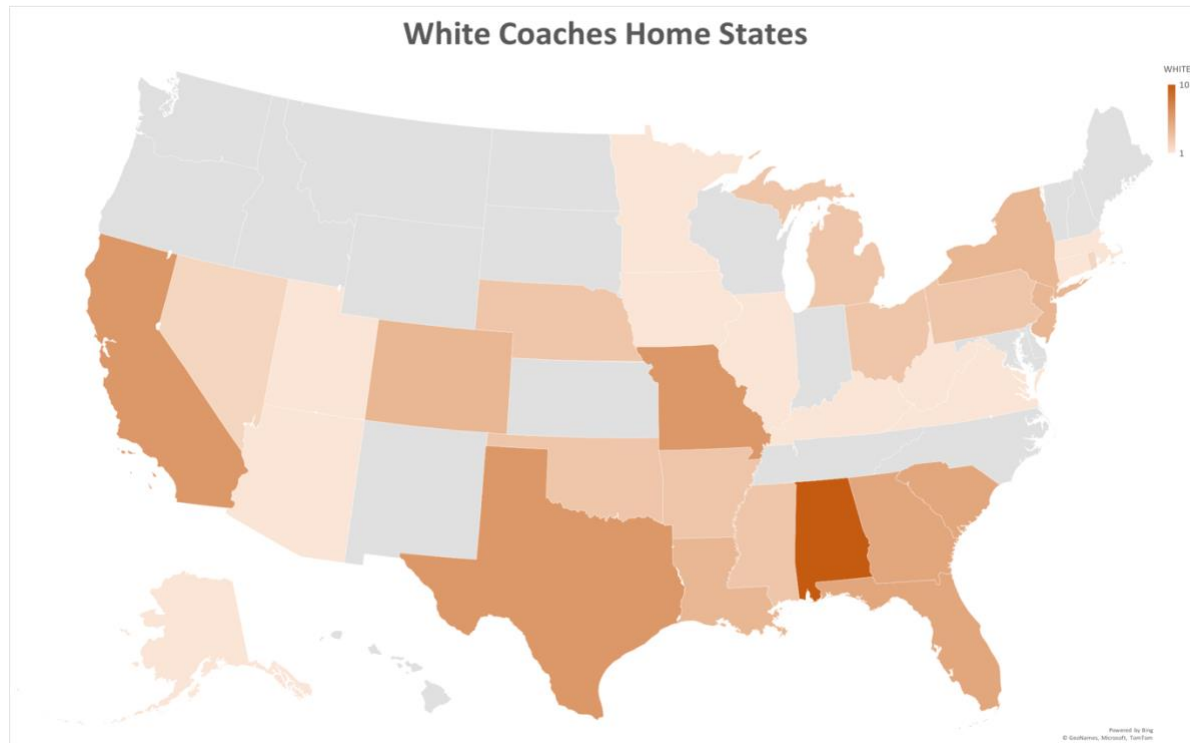 White Coaches Home States
WHITE
10
1
Powered by Bing
© GeoNames, Microsoft, TomTom